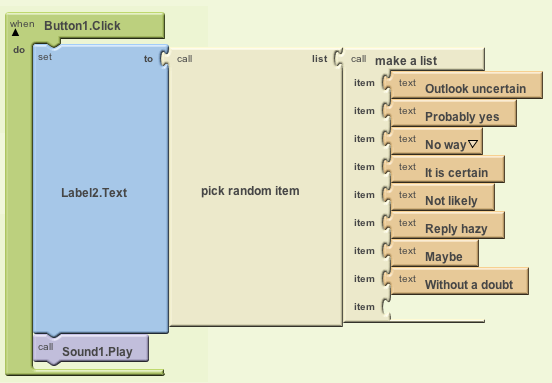 when Button1.Click
do set to call list call make a list
item text Outlook uncertain
item text Probably yes
item text No way
item text It is certain
Label2.Text pick random item
item text Not likely
item text Reply hazy
item text Maybe
item text Without a doubt
item
call Sound1.Play